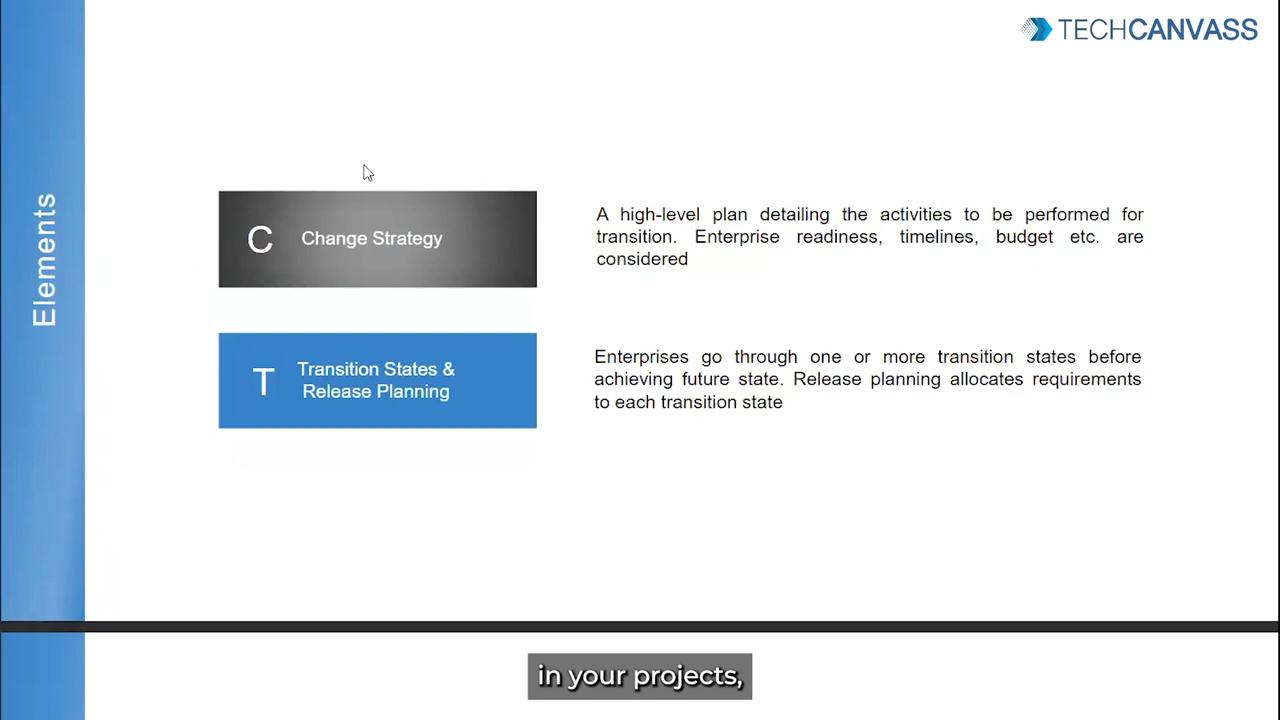 TECHCANVASS
Elements
C Change Strategy
A high-level plan detailing the activities to be performed for
transition. Enterprise readiness, timelines, budget etc. are
considered
T Transition States &
Release Planning
Enterprises go through one or more transition states before
achieving future state. Release planning allocates requirements
to each transition state
in your projects,